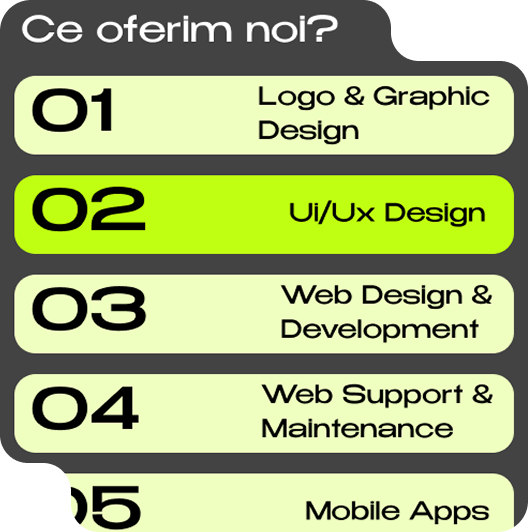 Ce oferim noi?
01
Logo & Graphic
Design
02
Ui/Ux Design
03
Web Design &
Development
04
Web Support &
Maintenance
05
Mobile Apps